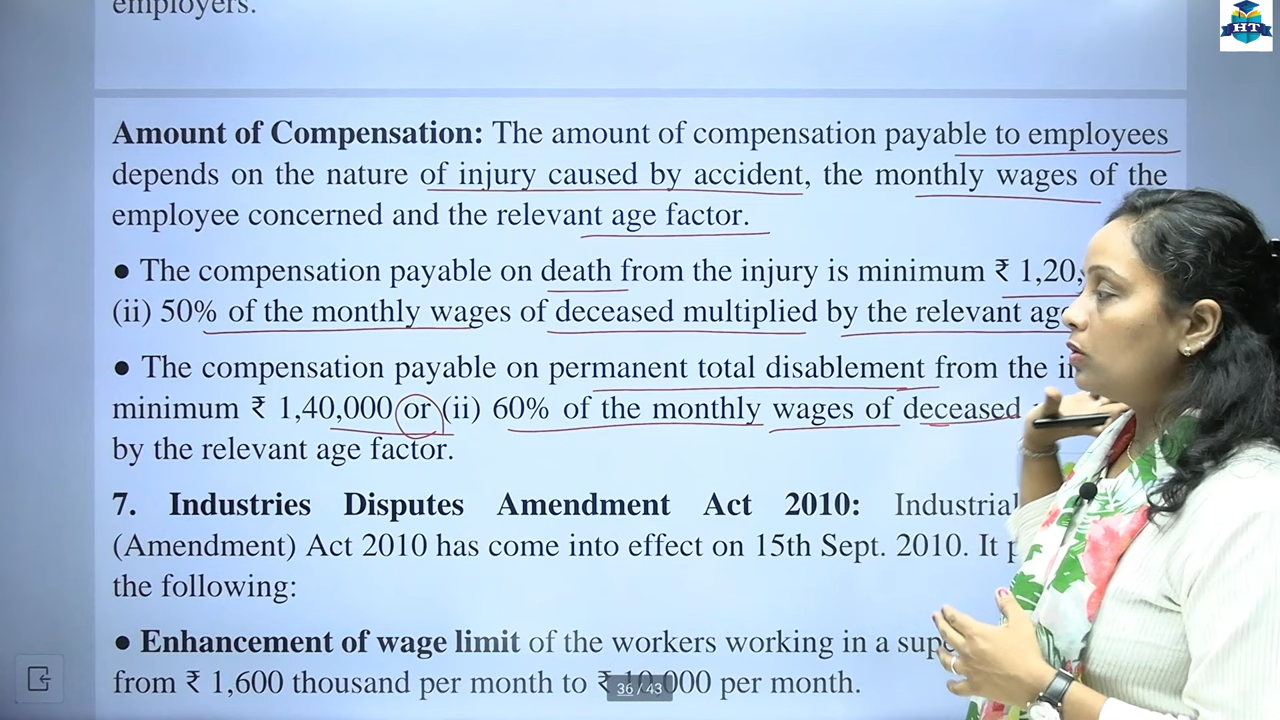 employers.
HT
Amount of Compensation: The amount of compensation payable to employees
depends on the nature of injury caused by accident, the monthly wages of the
employee concerned and the relevant age factor.
● The compensation payable on death from the injury is minimum ₹ 1,20,
(ii) 50% of the monthly wages of deceased multiplied by the relevant
● The compensation payable on permanent total disablement from the
minimum ₹ 1,40,000 or (ii) 60% of the monthly wages of deceased
by the relevant age factor.
7. Industries Disputes Amendment Act 2010: Industrial
(Amendment) Act 2010 has come into effect on 15th Sept. 2010. It
the following:
● Enhancement of wage limit of the workers working in a
from ₹ 1,600 thousand per month to ₹ 10,000 per month.
36 / 43